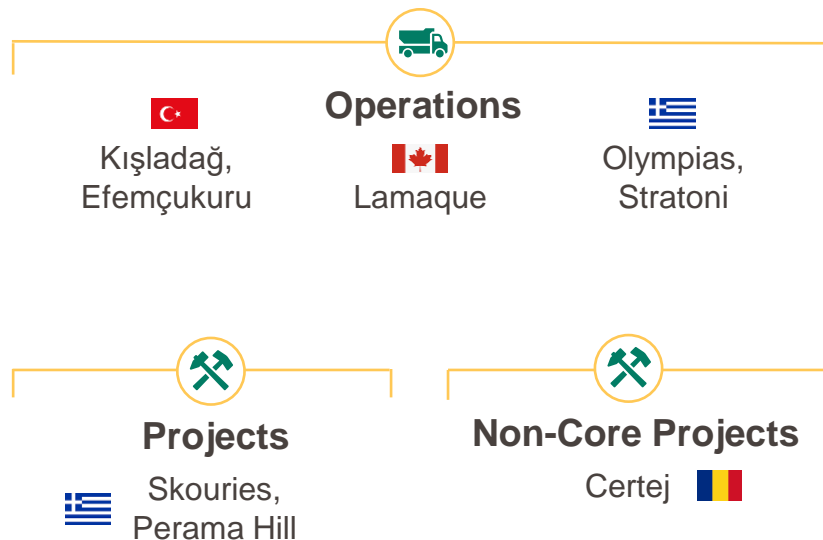 Operations
Kışladağ,
Efemçukuru
Lamaque
Olympias,
Stratoni
Projects
Skouries,
Perama Hill
Non-Core Projects
Certej